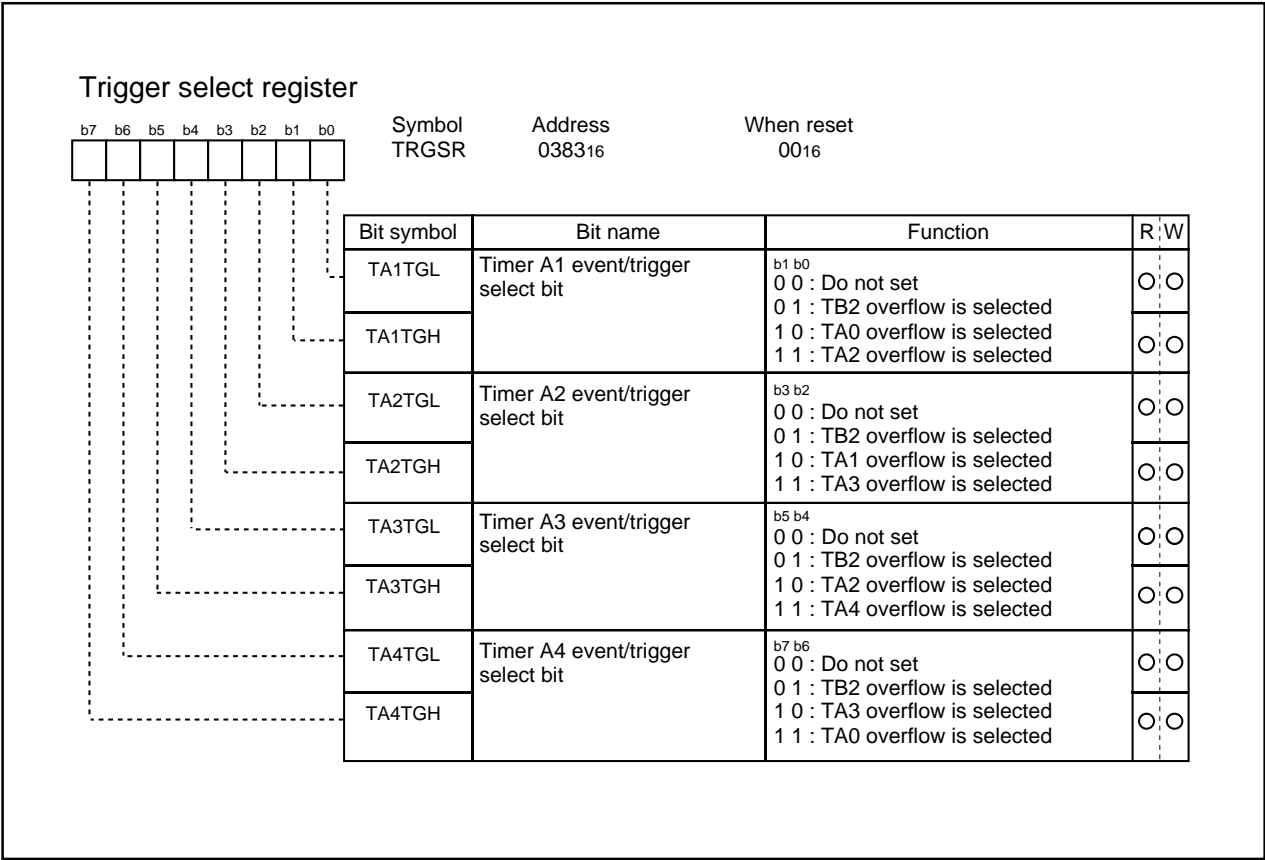 Trigger select register
b7 b6 b5 b4 b3 b2 b1 b0
Symbol Address When reset
TRGSR 038316 0016
Bit symbol Bit name Function R W
TA1TGL
TA1TGH
Timer A1 event/trigger
select bit
b1 b0
0 0 : Do not set
0 1 : TB2 overflow is selected
1 0 : TA0 overflow is selected
1 1 : TA2 overflow is selected
TA2TGL
TA2TGH
Timer A2 event/trigger
select bit
b3 b2
0 0 : Do not set
0 1 : TB2 overflow is selected
1 0 : TA1 overflow is selected
1 1 : TA3 overflow is selected
TA3TGL
TA3TGH
Timer A3 event/trigger
select bit
b5 b4
0 0 : Do not set
0 1 : TB2 overflow is selected
1 0 : TA2 overflow is selected
1 1 : TA4 overflow is selected
TA4TGL
TA4TGH
Timer A4 event/trigger
select bit
b7 b6
0 0 : Do not set
0 1 : TB2 overflow is selected
1 0 : TA3 overflow is selected
1 1 : TA0 overflow is selected